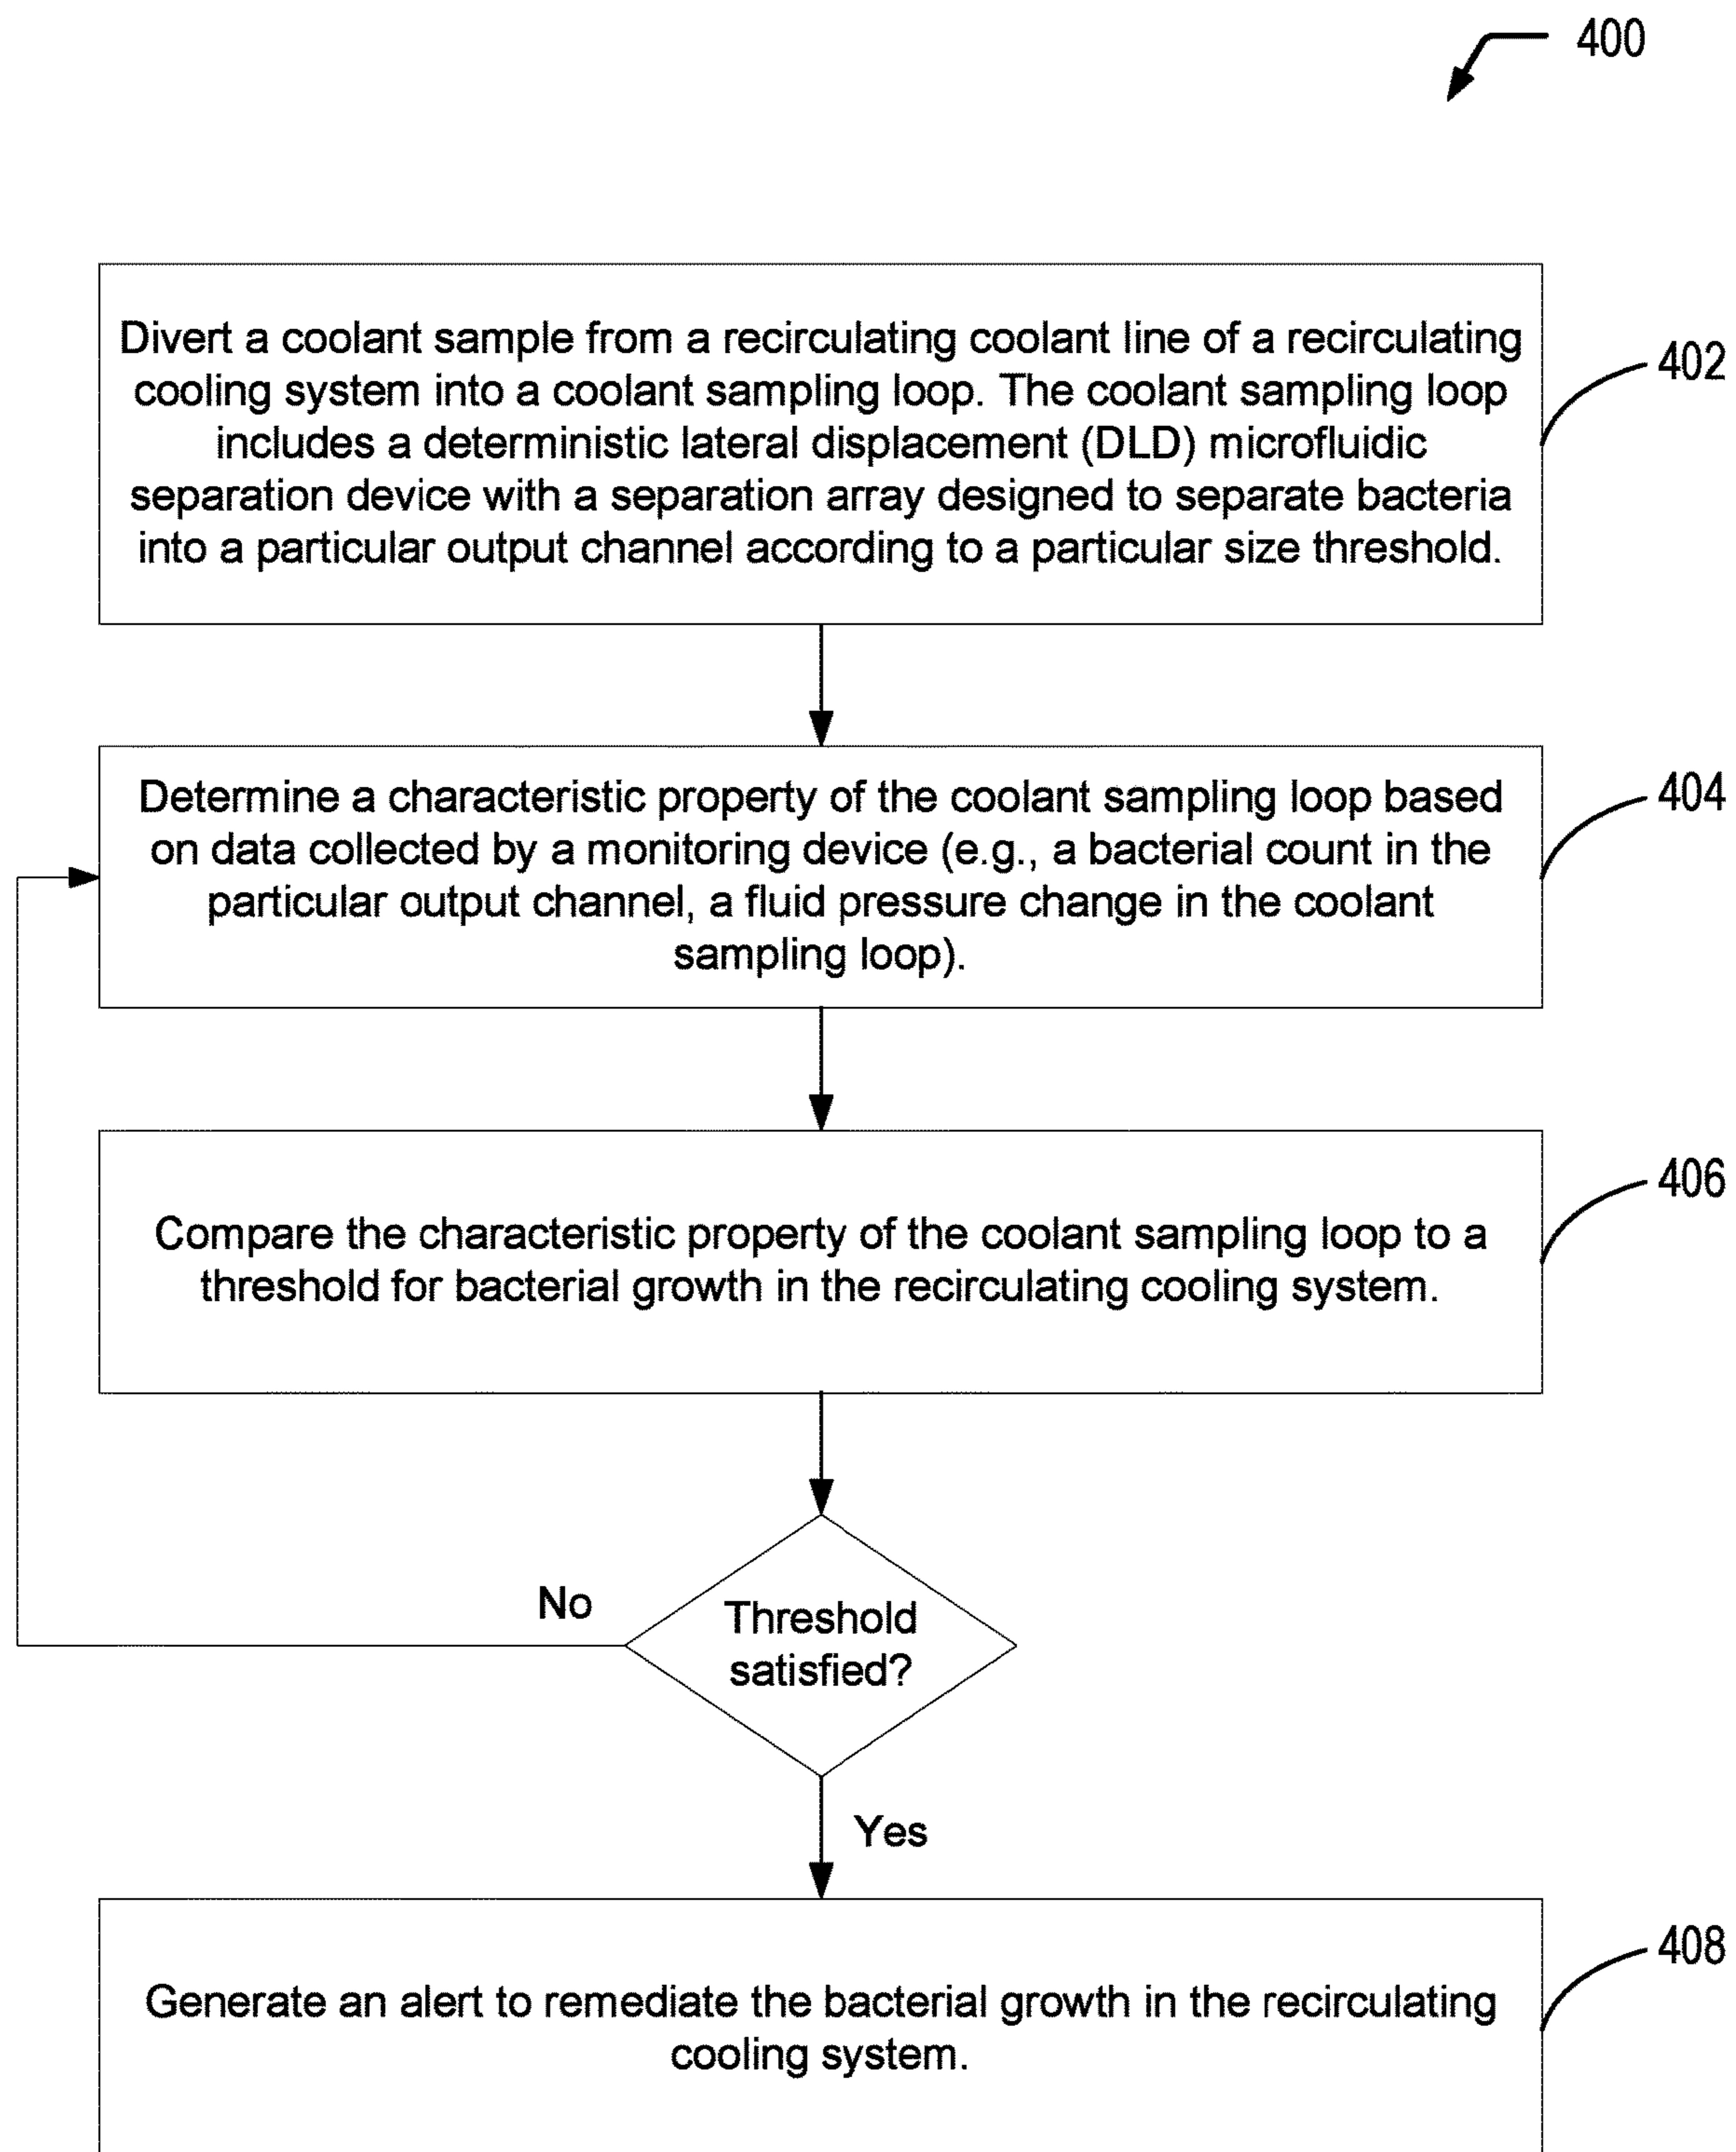 400
Divert a coolant sample from a recirculating coolant line of a recirculating
cooling system into a coolant sampling loop. The coolant sampling loop
includes a deterministic lateral displacement (DLD) microfluidic
separation device with a separation array designed to separate bacteria
into a particular output channel according to a particular size threshold.
402
Determine a characteristic property of the coolant sampling loop based
on data collected by a monitoring device (e.g., a bacterial count in the
particular output channel, a fluid pressure change in the coolant
sampling loop).
404
Compare the characteristic property of the coolant sampling loop to a
threshold for bacterial growth in the recirculating cooling system.
406
Threshold
satisfied?
No
Yes
Generate an alert to remediate the bacterial growth in the recirculating
cooling system.
408